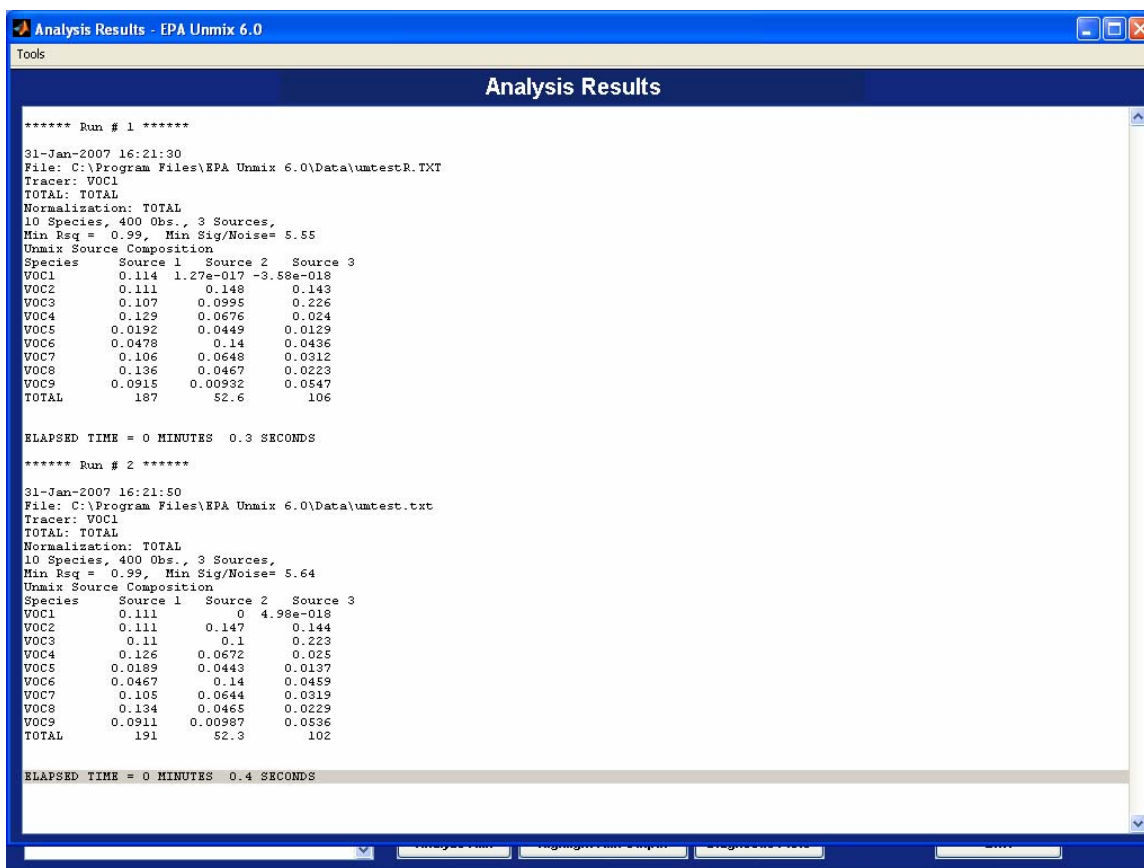 Analysis Results - EPA Unmix 6.0
Tools
Analysis Results
****** Run # 1 ******
31-Jan-2007 16:21:30
File: C:\Program Files\EPA Unmix 6.0\Data\umtestR.TXT
Tracer: VOC1
TOTAL: TOTAL
Normalization: TOTAL
10 Species, 400 Obs., 3 Sources,
Min Rsq = 0.99, Min Sig/Noise= 5.55
Unmix Source Composition
Species Source 1 Source 2 Source 3
VOC1 0.114 1.27e-017 -3.58e-018
VOC2 0.111 0.148 0.143
VOC3 0.107 0.0995 0.226
VOC4 0.129 0.0676 0.024
VOC5 0.0192 0.0449 0.0129
VOC6 0.0478 0.14 0.0436
VOC7 0.106 0.0648 0.0312
VOC8 0.136 0.0467 0.0223
VOC9 0.0915 0.00932 0.0547
TOTAL 187 52.6 106
ELAPSED TIME = 0 MINUTES 0.3 SECONDS
****** Run # 2 ******
31-Jan-2007 16:21:50
File: C:\Program Files\EPA Unmix 6.0\Data\umtest.txt
Tracer: VOC1
TOTAL: TOTAL
Normalization: TOTAL
10 Species, 400 Obs., 3 Sources,
Min Rsq = 0.99, Min Sig/Noise= 5.64
Unmix Source Composition
Species Source 1 Source 2 Source 3
VOC1 0.111 0 4.98e-018
VOC2 0.111 0.147 0.144
VOC3 0.11 0.1 0.223
VOC4 0.126 0.0672 0.025
VOC5 0.0189 0.0443 0.0137
VOC6 0.0467 0.14 0.0459
VOC7 0.105 0.0644 0.0319
VOC8 0.134 0.0465 0.0229
VOC9 0.0911 0.00987 0.0536
TOTAL 191 52.3 102
ELAPSED TIME = 0 MINUTES 0.4 SECONDS